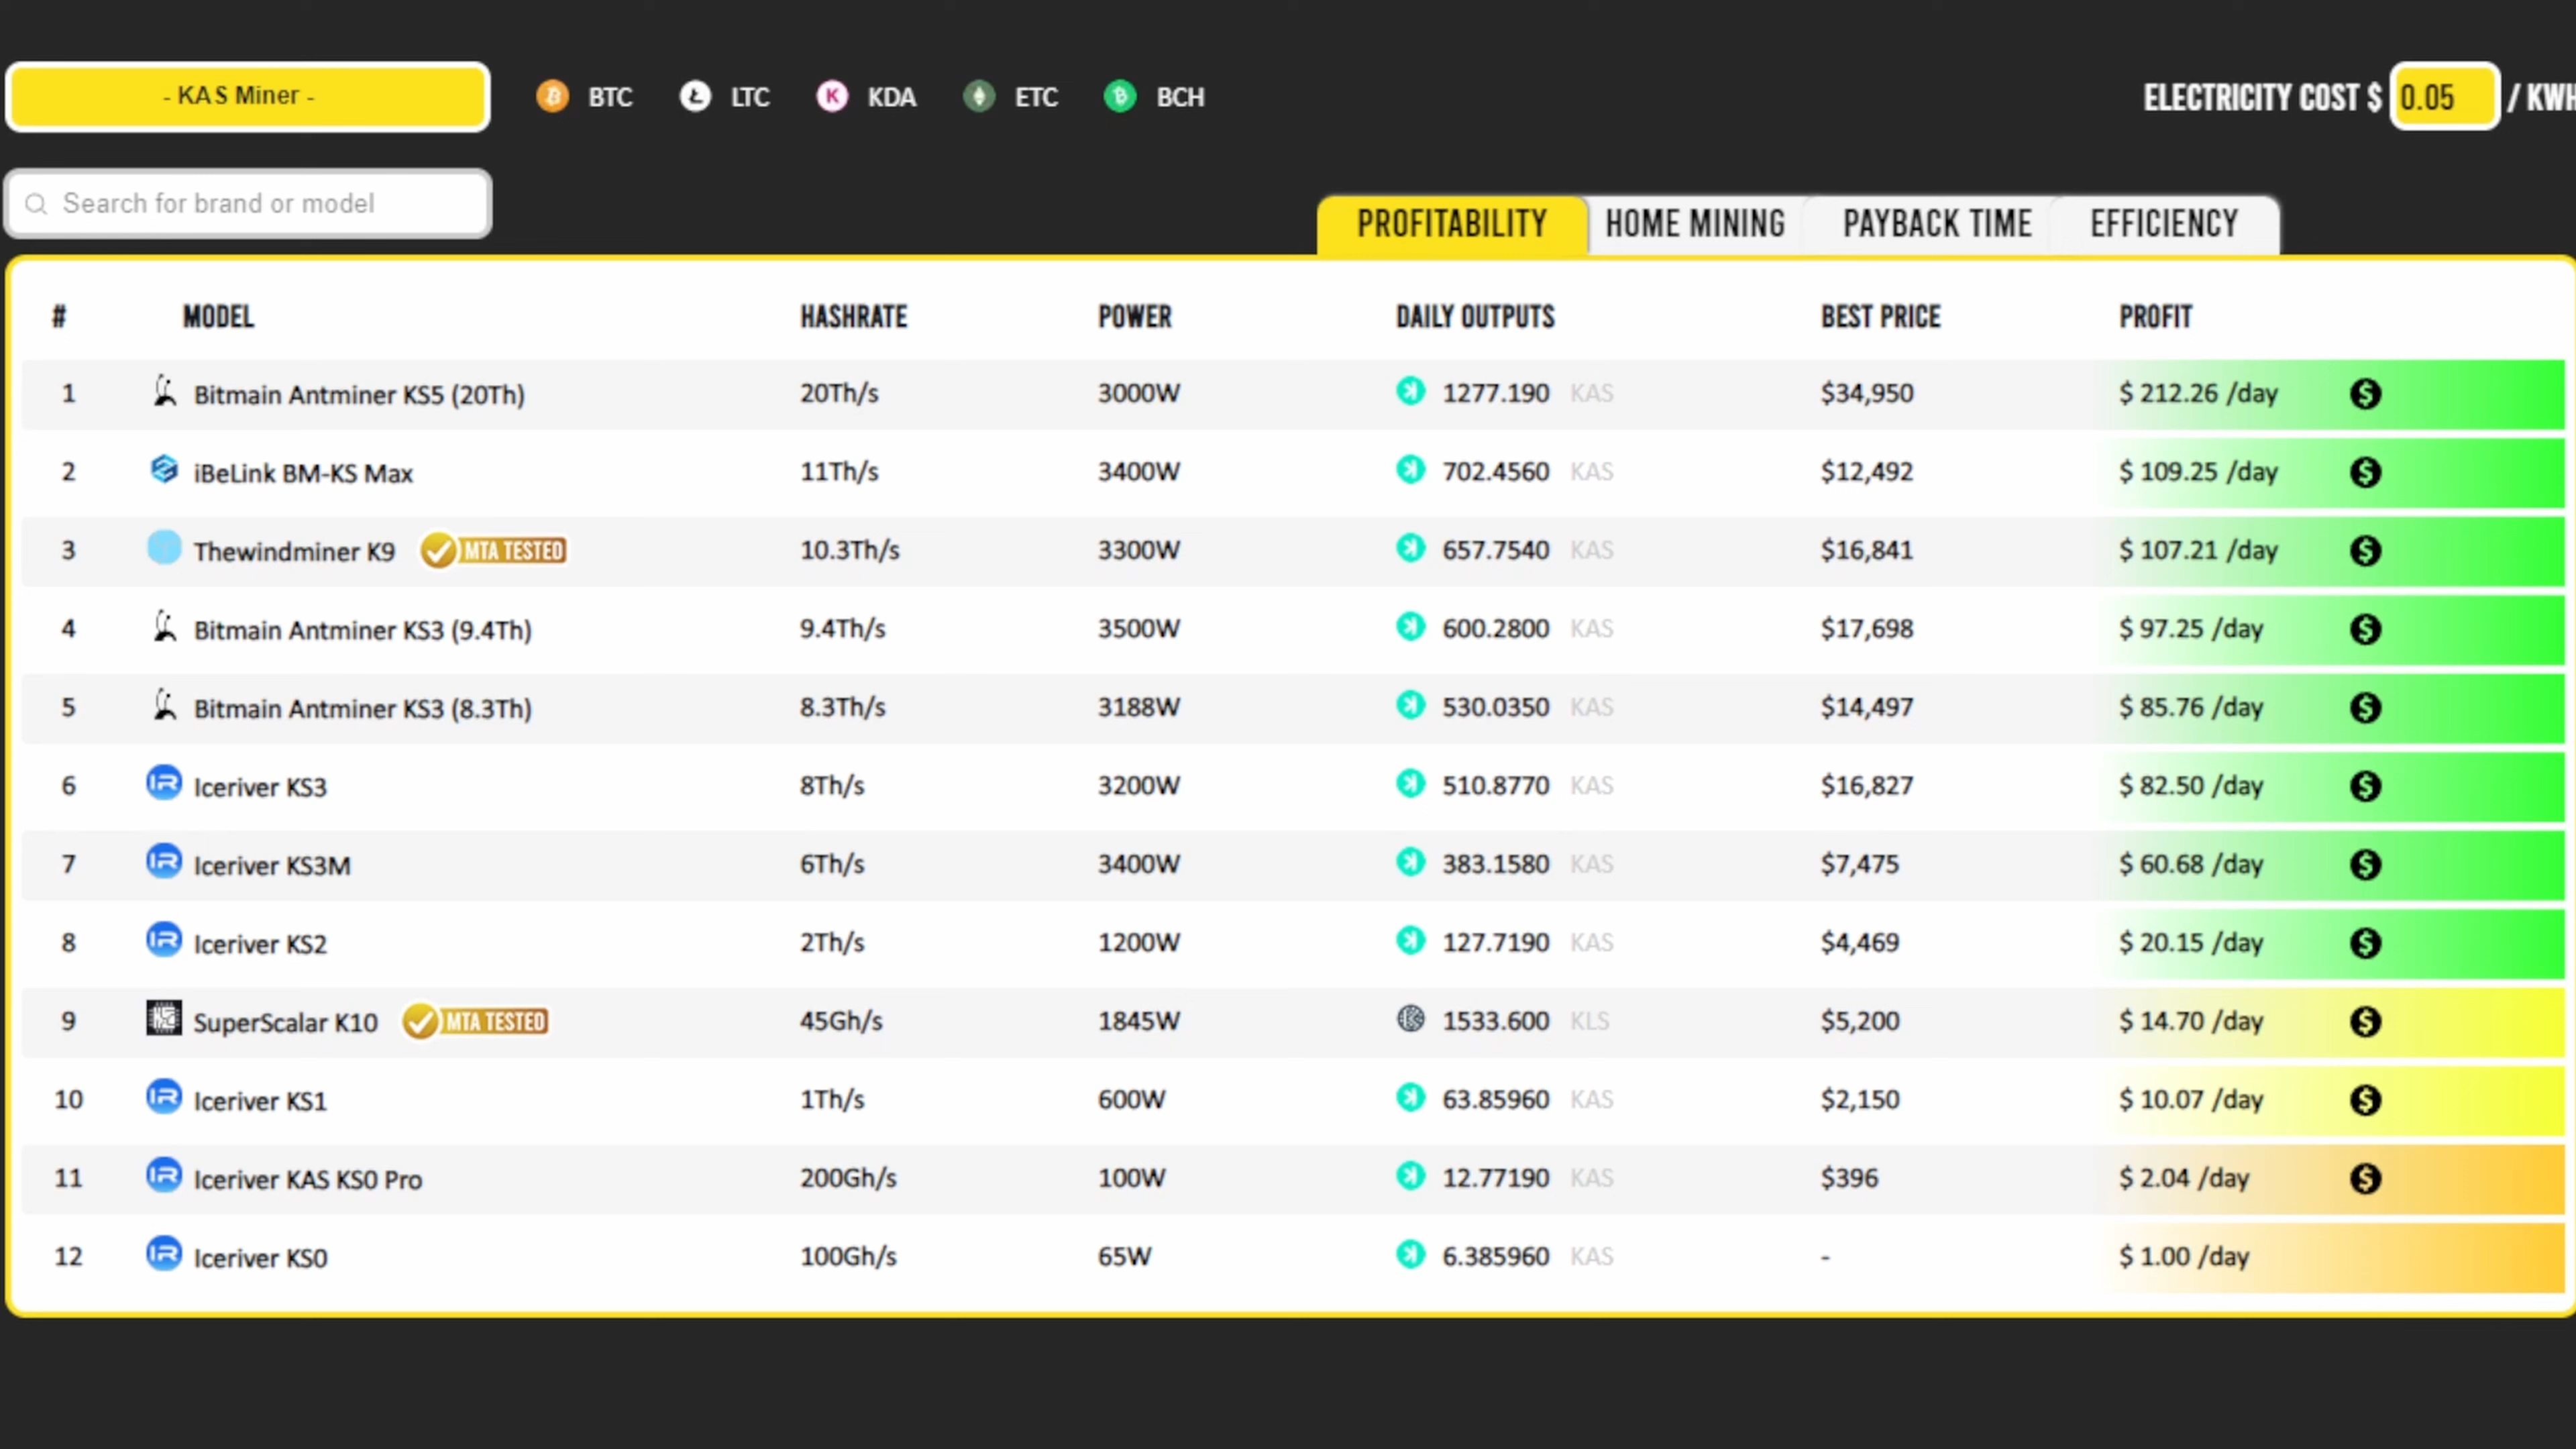 - KAS Miner - BTC LTC KDA ETC BCH ELECTRICITY COST $ 0.05 / KWH
Search for brand or model
PROFITABILITY HOME MINING PAYBACK TIME EFFICIENCY
# MODEL HASHRATE POWER DAILY OUTPUTS BEST PRICE PROFIT
1 Bitmain Antminer KS5 (20Th) 20Th/s 3000W 1277.190 KAS $34,950 $ 212.26 /day
2 iBeLink BM-KS Max 11Th/s 3400W 702.4560 KAS $12,492 $ 109.25 /day
3 Thewindminer K9 MTA TESTED 10.3Th/s 3300W 657.7540 KAS $16,841 $ 107.21 /day
4 Bitmain Antminer KS3 (9.4Th) 9.4Th/s 3500W 600.2800 KAS $17,698 $ 97.25 /day
5 Bitmain Antminer KS3 (8.3Th) 8.3Th/s 3188W 530.0350 KAS $14,497 $ 85.76 /day
6 Iceriver KS3 8Th/s 3200W 510.8770 KAS $16,827 $ 82.50 /day
7 Iceriver KS3M 6Th/s 3400W 383.1580 KAS $7,475 $ 60.68 /day
8 Iceriver KS2 2Th/s 1200W 127.7190 KAS $4,469 $ 20.15 /day
9 SuperScalar K10 MTA TESTED 45Gh/s 1845W 1533.600 KLS $5,200 $ 14.70 /day
10 Iceriver KS1 1Th/s 600W 63.85960 KAS $2,150 $ 10.07 /day
11 Iceriver KAS KS0 Pro 200Gh/s 100W 12.77190 KAS $396 $ 2.04 /day
12 Iceriver KS0 100Gh/s 65W 6.385960 KAS - $ 1.00 /day